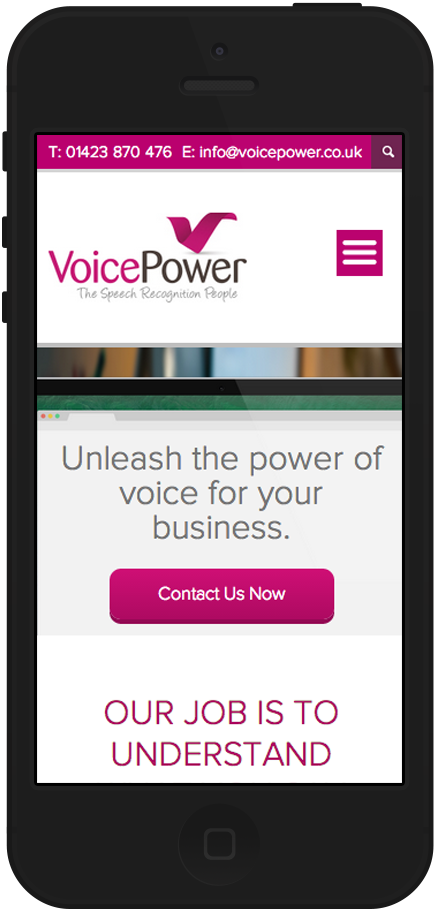 T: 01423 870 476 E: info@voicepower.co.uk
VoicePower
The Speech Recognition People
Unleash the power of
voice for your
business.
Contact Us Now
OUR JOB IS TO
UNDERSTAND